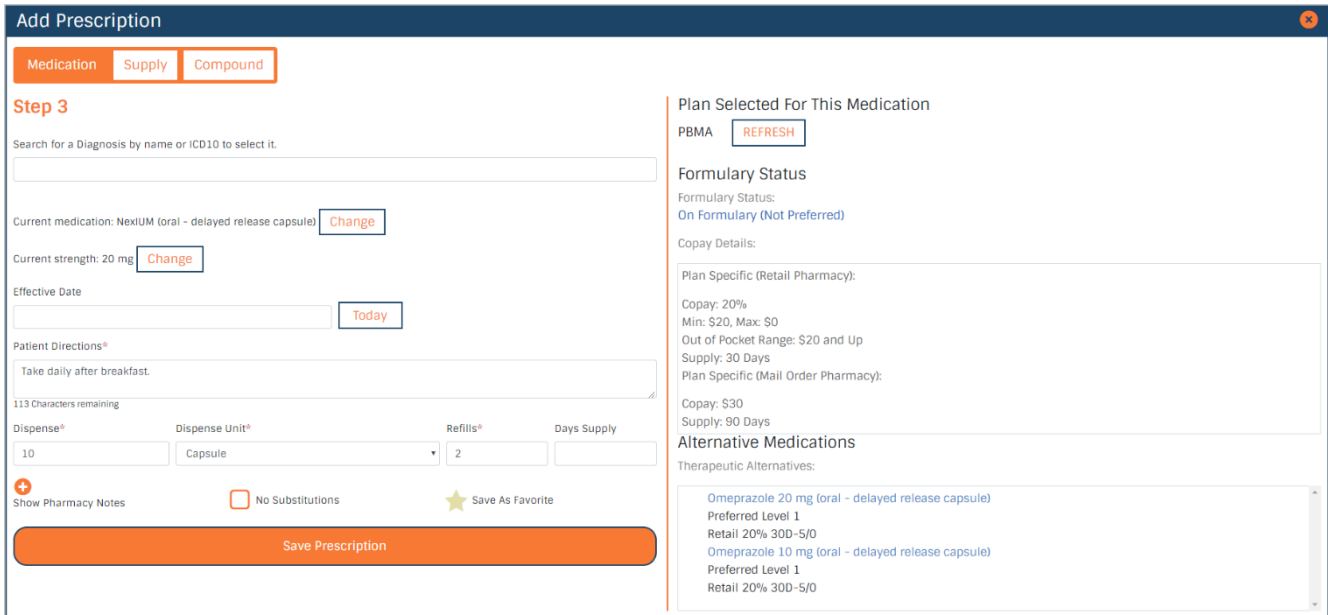 Add Prescription
Medication Supply Compound
Step 3
Search for a Diagnosis by name or ICD10 to select it.
Current medication: NexIUM (oral - delayed release capsule) Change
Current strength: 20 mg Change
Effective Date
Today
Patient Directions*
Take daily after breakfast.
113 Characters remaining
Dispense* Dispense Unit* Refills* Days Supply
10 Capsule 2
Show Pharmacy Notes No Substitutions Save As Favorite
Save Prescription
Plan Selected For This Medication
PBMA REFRESH
Formulary Status
Formulary Status:
On Formulary (Not Preferred)
Copay Details:
Plan Specific (Retail Pharmacy):
Copay: 20%
Min: $20, Max: $0
Out of Pocket Range: $20 and Up
Supply: 30 Days
Plan Specific (Mail Order Pharmacy):
Copay: $30
Supply: 90 Days
Alternative Medications
Therapeutic Alternatives:
Omeprazole 20 mg (oral - delayed release capsule)
Preferred Level 1
Retail 20% 30D-5/0
Omeprazole 10 mg (oral - delayed release capsule)
Preferred Level 1
Retail 20% 30D-5/0